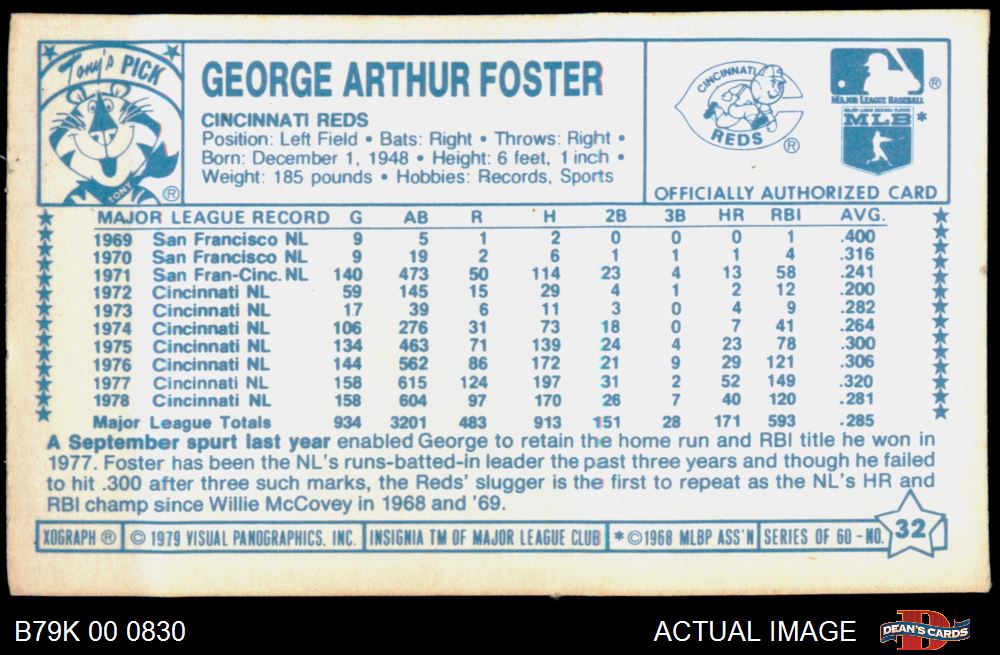 Tony's PICK
TONY
®
GEORGE ARTHUR FOSTER
CINCINNATI REDS
Position: Left Field • Bats: Right • Throws: Right •
Born: December 1, 1948 • Height: 6 feet, 1 inch •
Weight: 185 pounds • Hobbies: Records, Sports
CINCINNATI
REDS
®
®
MAJOR LEAGUE BASEBALL
MAJOR LEAGUE BASEBALL PLAYERS
MLB*
OFFICIALLY AUTHORIZED CARD
MAJOR LEAGUE RECORD G AB R H 2B 3B HR RBI AVG.
1969 San Francisco NL 9 5 1 2 0 0 0 1 .400
1970 San Francisco NL 9 19 2 6 1 1 1 4 .316
1971 San Fran-Cinc. NL 140 473 50 114 23 4 13 58 .241
1972 Cincinnati NL 59 145 15 29 4 1 2 12 .200
1973 Cincinnati NL 17 39 6 11 3 0 4 9 .282
1974 Cincinnati NL 106 276 31 73 18 0 7 41 .264
1975 Cincinnati NL 134 463 71 139 24 4 23 78 .300
1976 Cincinnati NL 144 562 86 172 21 9 29 121 .306
1977 Cincinnati NL 158 615 124 197 31 2 52 149 .320
1978 Cincinnati NL 158 604 97 170 26 7 40 120 .281
Major League Totals 934 3201 483 913 151 28 171 593 .285
A September spurt last year enabled George to retain the home run and RBI title he won in
1977. Foster has been the NL's runs-batted-in leader the past three years and though he failed
to hit .300 after three such marks, the Reds' slugger is the first to repeat as the NL's HR and
RBI champ since Willie McCovey in 1968 and '69.
XOGRAPH ® © 1979 VISUAL PANOGRAPHICS, INC. INSIGNIA TM OF MAJOR LEAGUE CLUB *©1968 MLBP ASS'N SERIES OF 60 - NO. 32
B79K 00 0830
ACTUAL IMAGE
D
DEAN'S CARDS